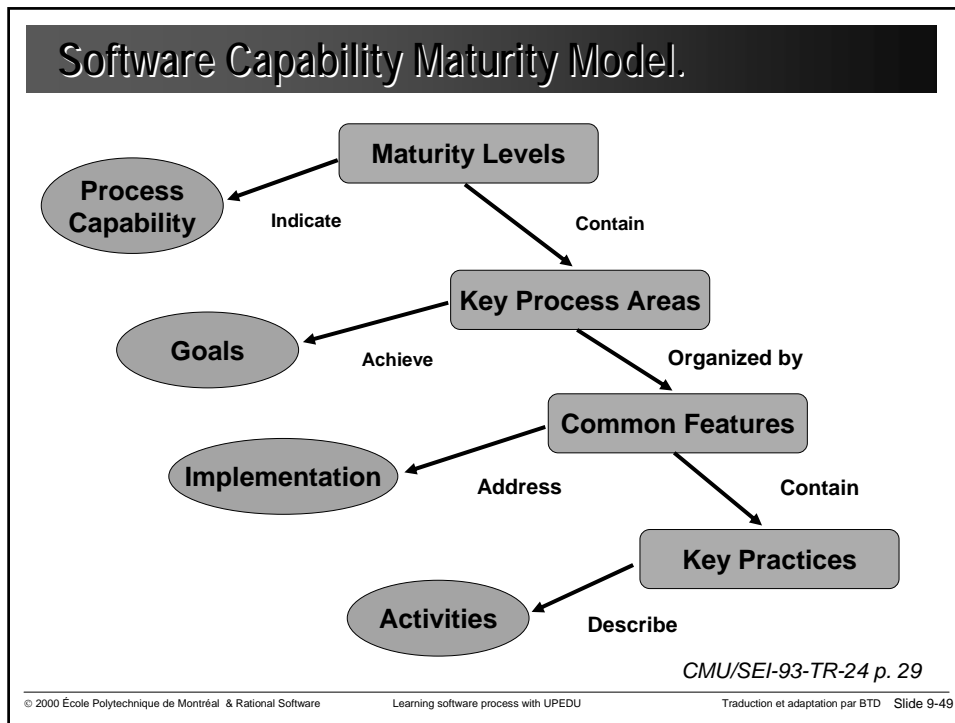 Software Capability Maturity Model.
Maturity Levels
Process
Capability
Indicate
Contain
Key Process Areas
Goals
Achieve
Organized by
Common Features
Implementation
Address
Contain
Key Practices
Activities
Describe
CMU/SEI-93-TR-24 p. 29
© 2000 École Polytechnique de Montréal & Rational Software Learning software process with UPEDU Traduction et adaptation par BTD Slide 9-49